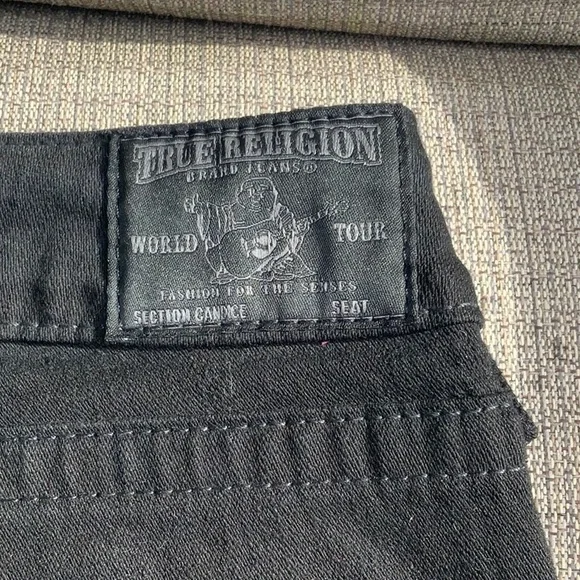 TRUE RELIGION
BRAND JEANS®
WORLD TOUR
FASHION FOR THE SENSES
SECTION CANDICE SEAT